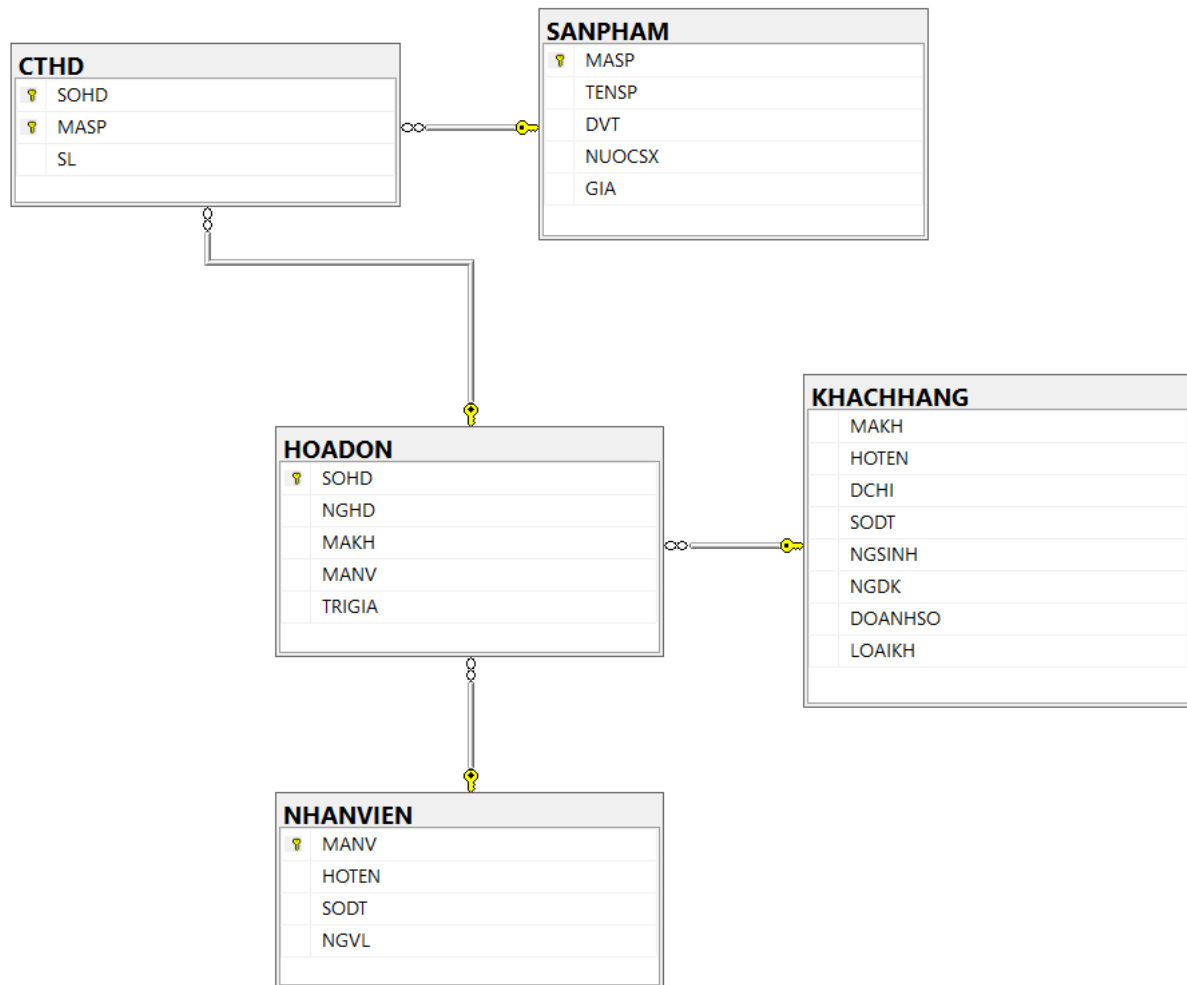 CTHD
SOHD
MASP
SL
SANPHAM
MASP
TENSP
DVT
NUOCSX
GIA
HOADON
SOHD
NGHD
MAKH
MANV
TRIGIA
KHACHHANG
MAKH
HOTEN
DCHI
SODT
NGSINH
NGDK
DOANHSO
LOAIKH
NHANVIEN
MANV
HOTEN
SODT
NGVL